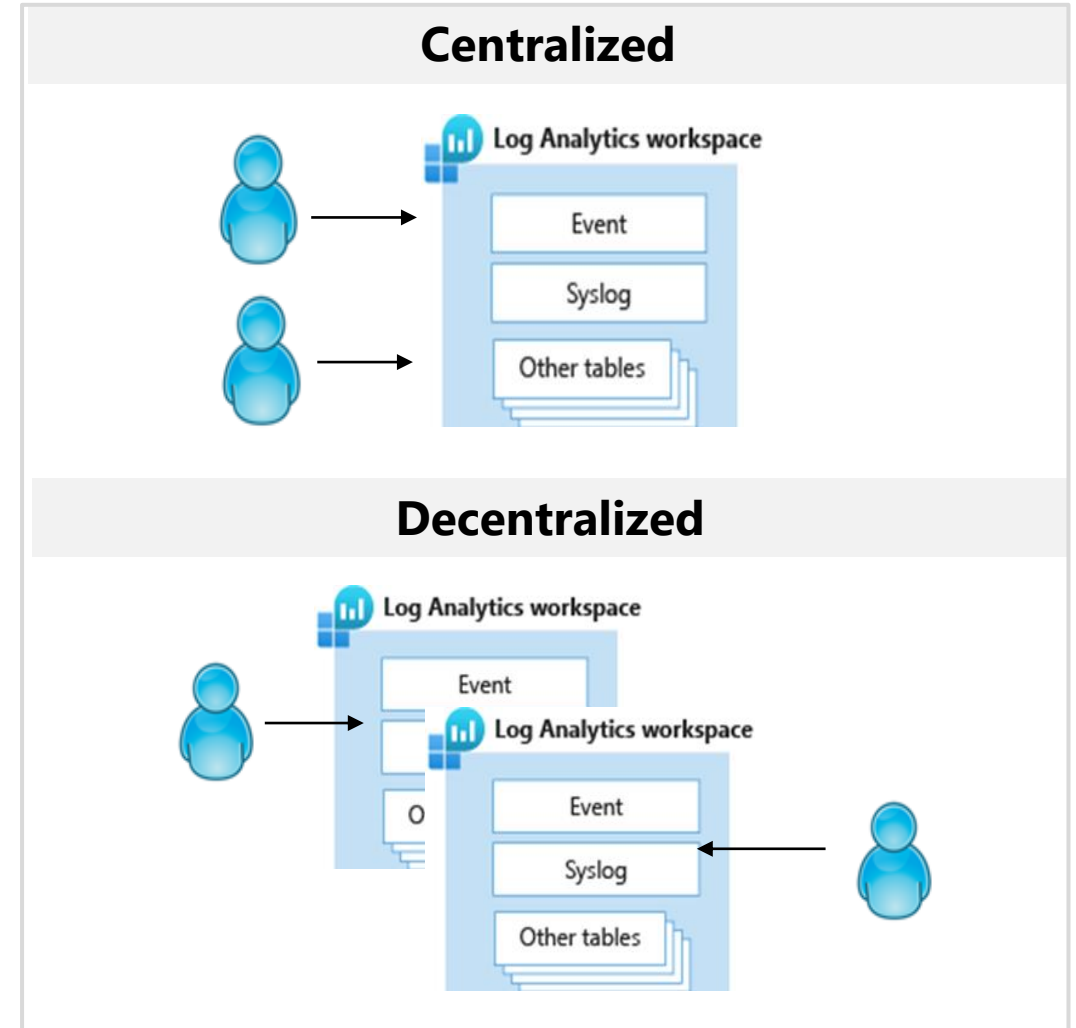 Centralized
Log Analytics workspace
Event
Syslog
Other tables
Decentralized
Log Analytics workspace
Event
O
Log Analytics workspace
Event
Syslog
Other tables